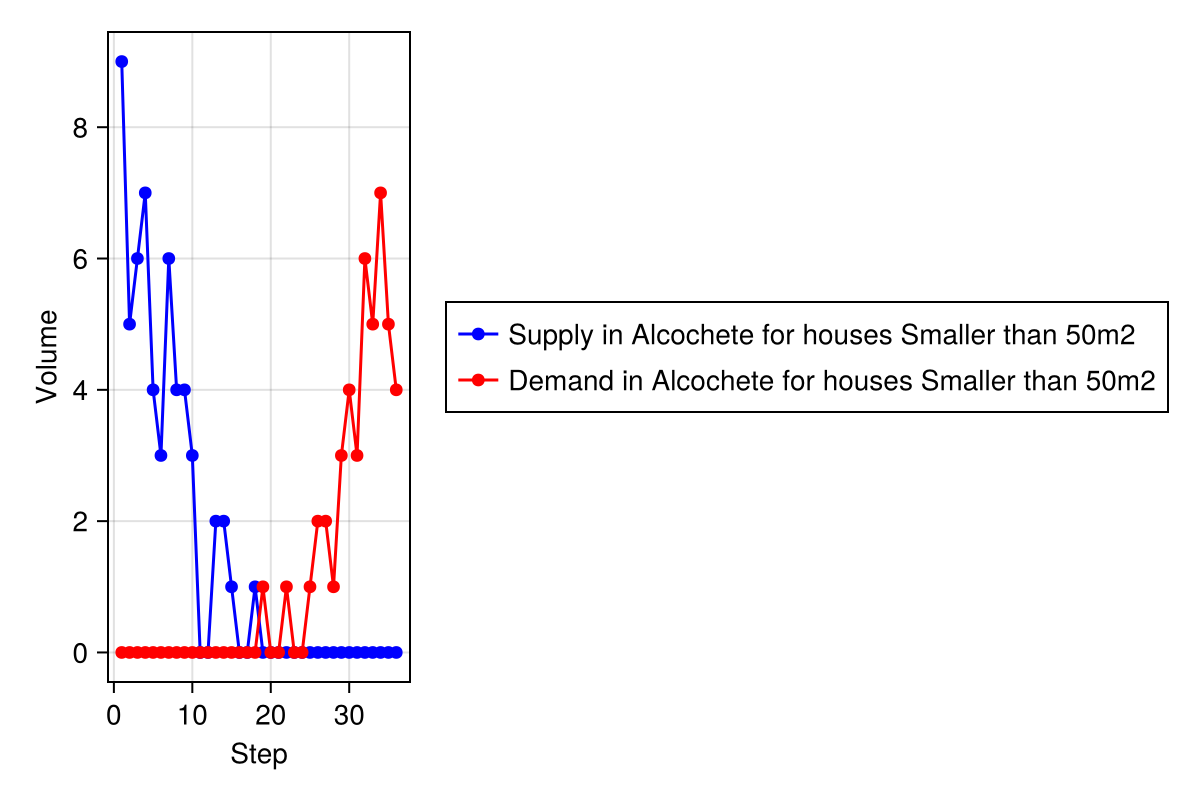 Volume
8
6
4
2
0
0 10 20 30
Step
Supply in Alcochete for houses Smaller than 50m2
Demand in Alcochete for houses Smaller than 50m2